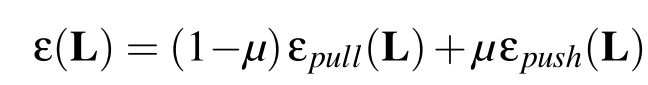 ε(L) = (1−μ) ε_pull(L) + μ ε_push(L)